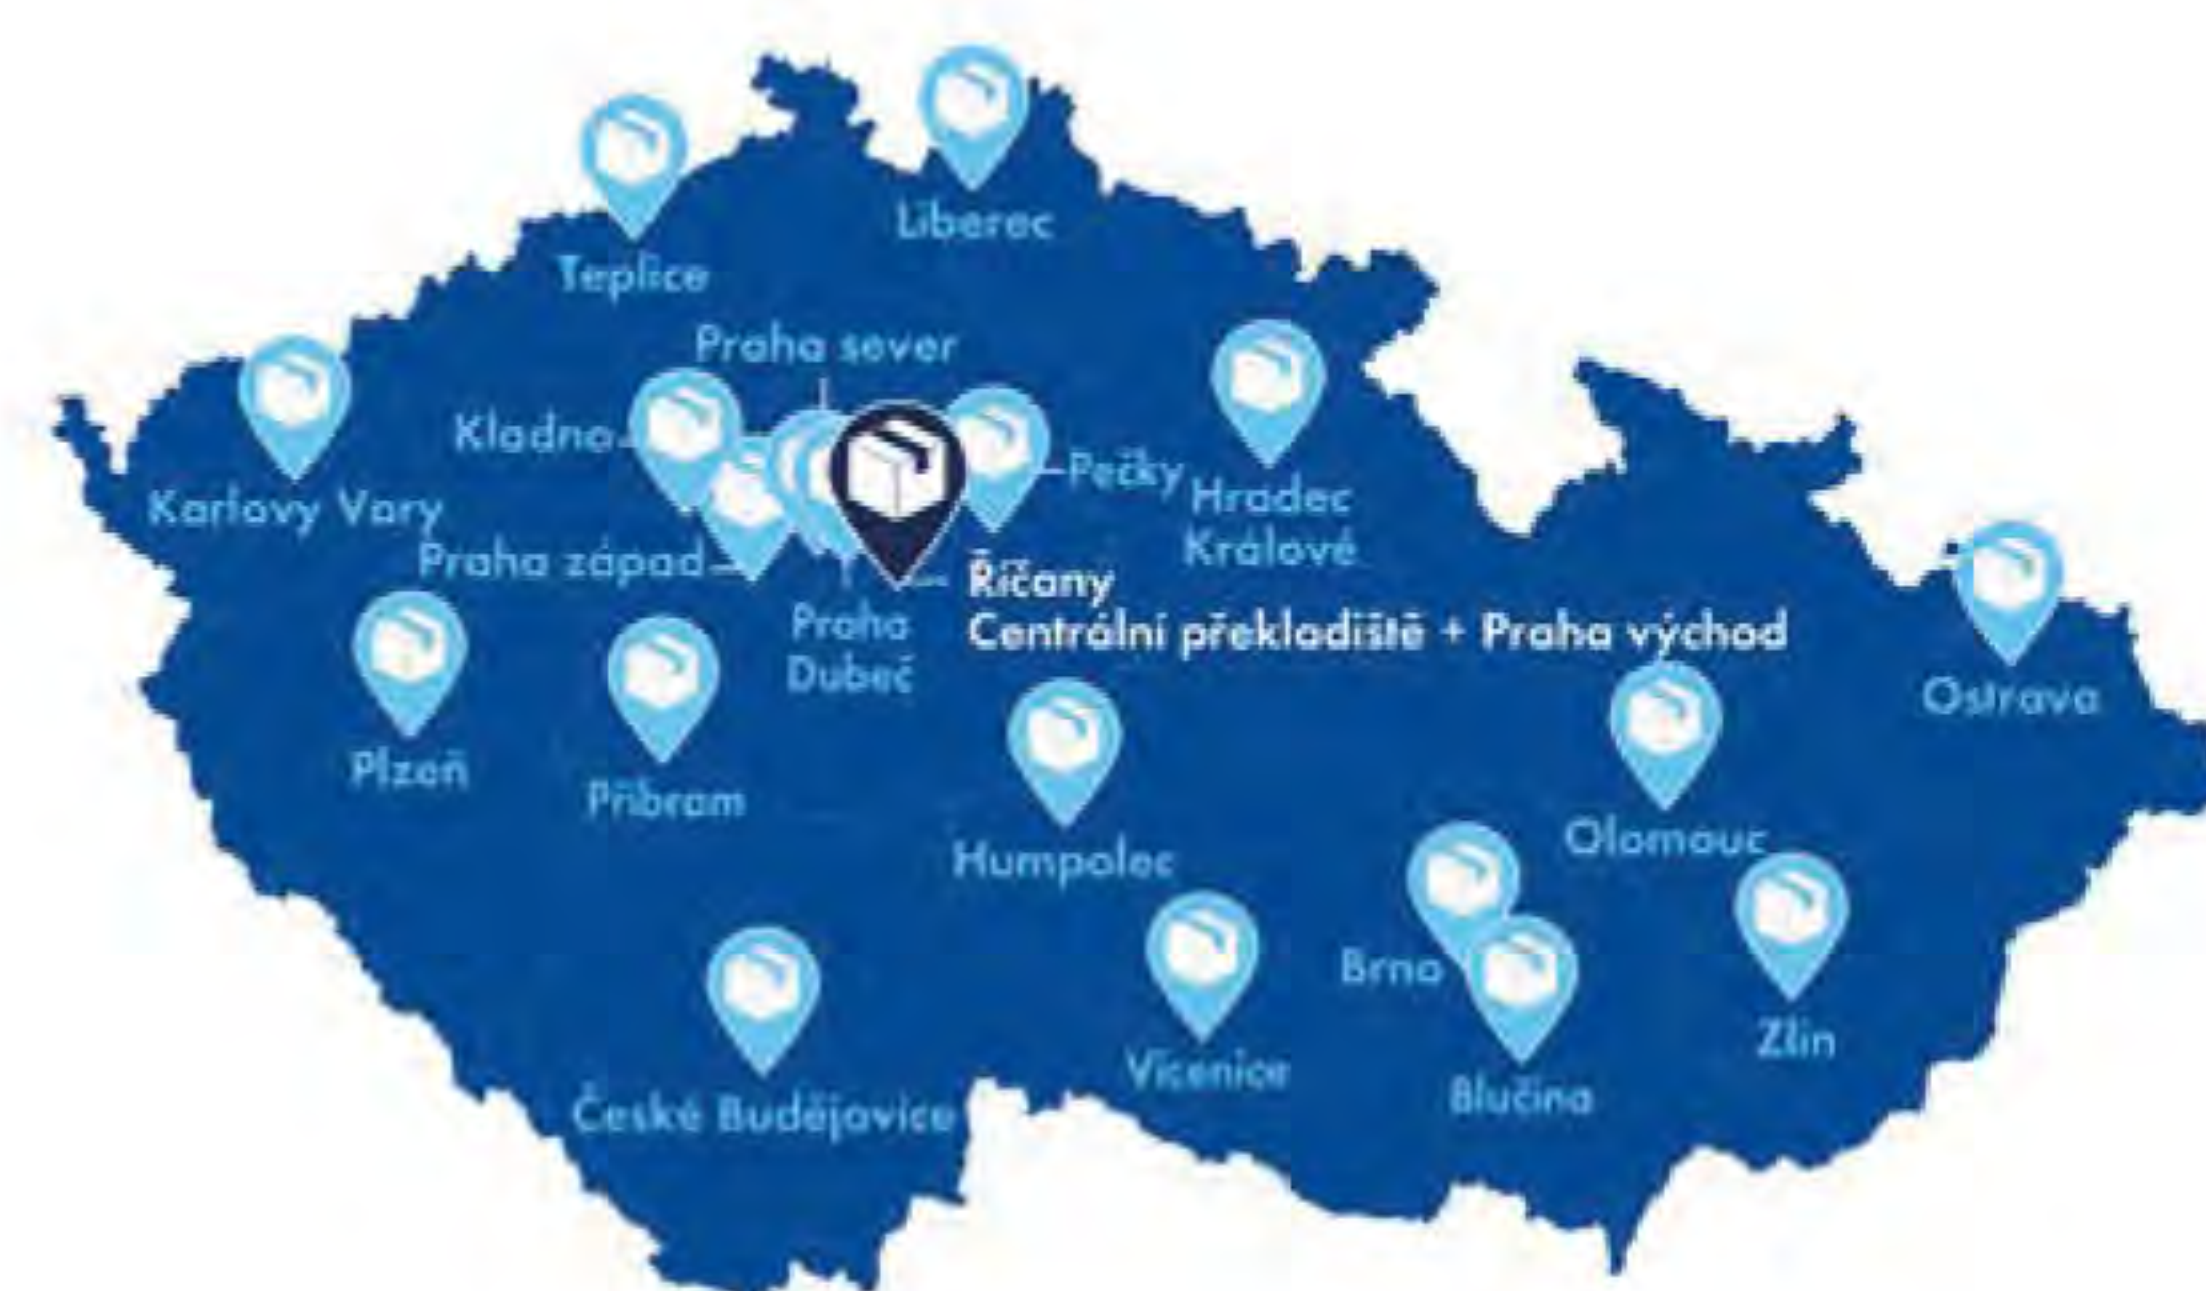 Liberec
Teplice
Praha sever
Kladno
Pečky
Karlovy Vary
Hradec
Králové
Praha západ
Říčany
Centrální překladiště + Praha východ
Praha
Dubeč
Ostrava
Plzeň
Příbram
Olomouc
Humpolec
Brno
Zlín
Vícenice
Blučina
České Budějovice